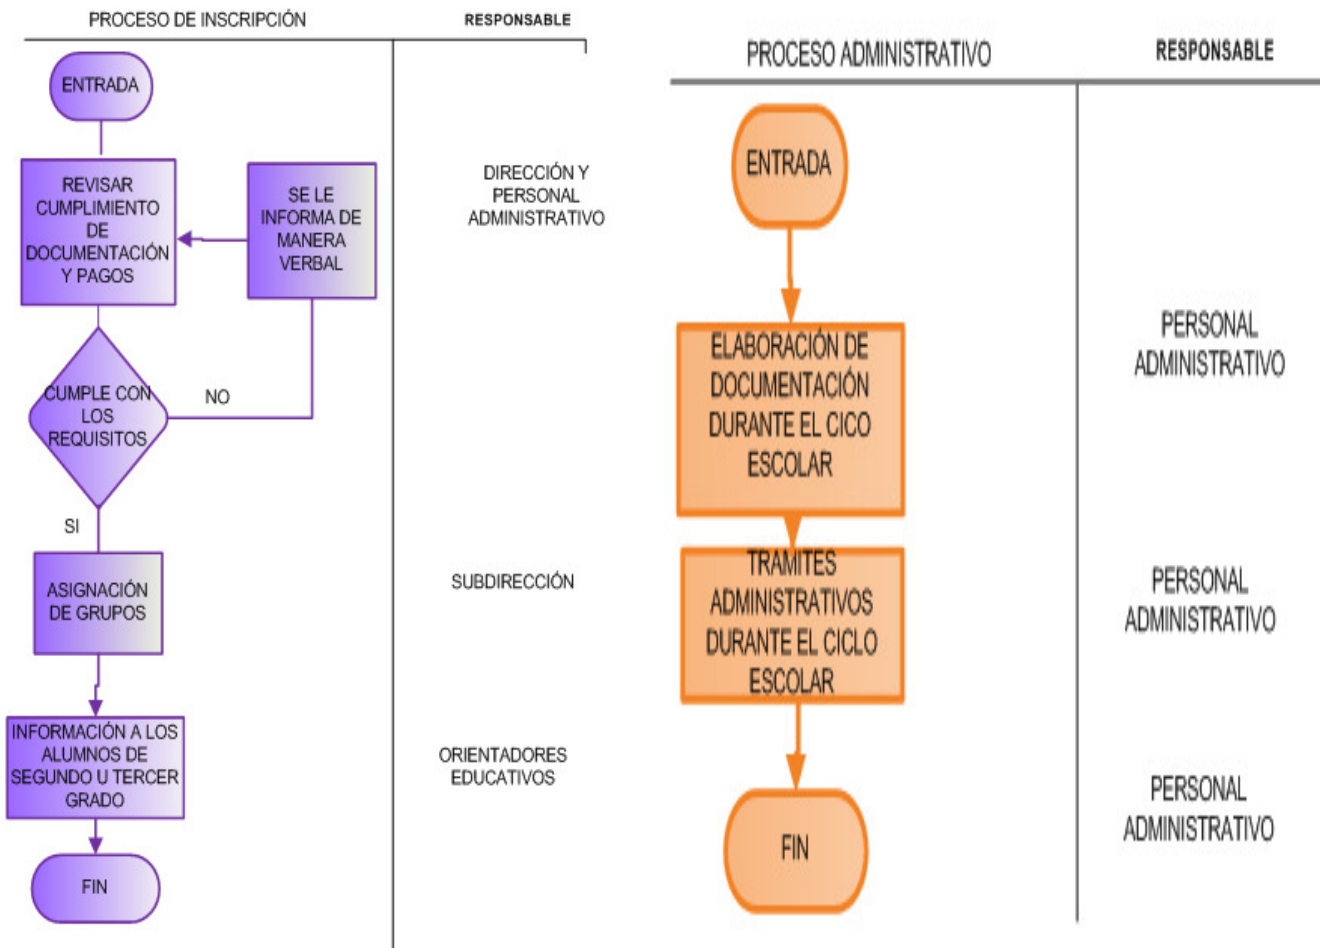 PROCESO DE INSCRIPCIÓN
RESPONSABLE
ENTRADA
REVISAR
CUMPLIMIENTO
DE
DOCUMENTACIÓN
Y PAGOS
SE LE
INFORMA DE
MANERA
VERBAL
DIRECCIÓN Y
PERSONAL
ADMINISTRATIVO
CUMPLE CON
LOS
REQUISITOS
NO
SI
ASIGNACIÓN
DE GRUPOS
SUBDIRECCIÓN
INFORMACIÓN A LOS
ALUMNOS DE
SEGUNDO U TERCER
GRADO
ORIENTADORES
EDUCATIVOS
FIN
PROCESO ADMINISTRATIVO
RESPONSABLE
ENTRADA
ELABORACIÓN DE
DOCUMENTACIÓN
DURANTE EL CICO
ESCOLAR
PERSONAL
ADMINISTRATIVO
TRAMITES
ADMINISTRATIVOS
DURANTE EL CICLO
ESCOLAR
PERSONAL
ADMINISTRATIVO
FIN
PERSONAL
ADMINISTRATIVO